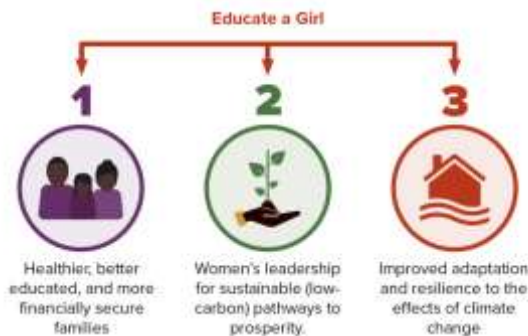 Educate a Girl
1
2
3
Healthier, better
educated, and more
financially secure
families
Women's leadership
for sustainable (low-
carbon) pathways to
prosperity.
Improved adaptation
and resilience to the
effects of climate
change